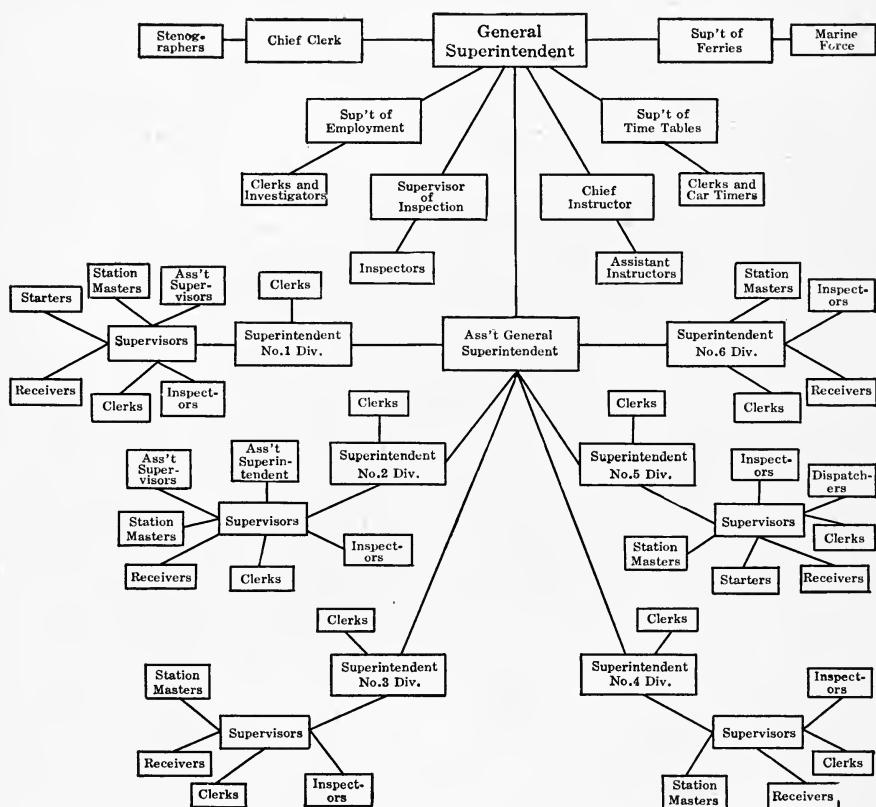 General
Superintendent
Chief Clerk
Stenog-
raphers
Sup't of
Ferries
Marine
Force
Sup't of
Employment
Sup't of
Time Tables
Clerks and
Investigators
Supervisor
of
Inspection
Chief
Instructor
Clerks and
Car Timers
Inspectors
Assistant
Instructors
Starters
Station
Masters
Ass't
Super-
visors
Clerks
Supervisors
Superintendent
No.1 Div.
Receivers
Clerks
Inspect-
ors
Ass't General
Superintendent
Superintendent
No.6 Div.
Station
Masters
Inspect-
ors
Clerks
Receivers
Clerks
Superintendent
No.2 Div.
Ass't
Super-
visors
Ass't
Superin-
tendent
Station
Masters
Supervisors
Receivers
Clerks
Inspect-
ors
Clerks
Superintendent
No.5 Div.
Inspect-
ors
Dispatch-
ers
Supervisors
Clerks
Station
Masters
Starters
Receivers
Clerks
Superintendent
No.3 Div.
Station
Masters
Supervisors
Receivers
Clerks
Inspect-
ors
Clerks
Superintendent
No.4 Div.
Inspect-
ors
Supervisors
Clerks
Station
Masters
Receivers